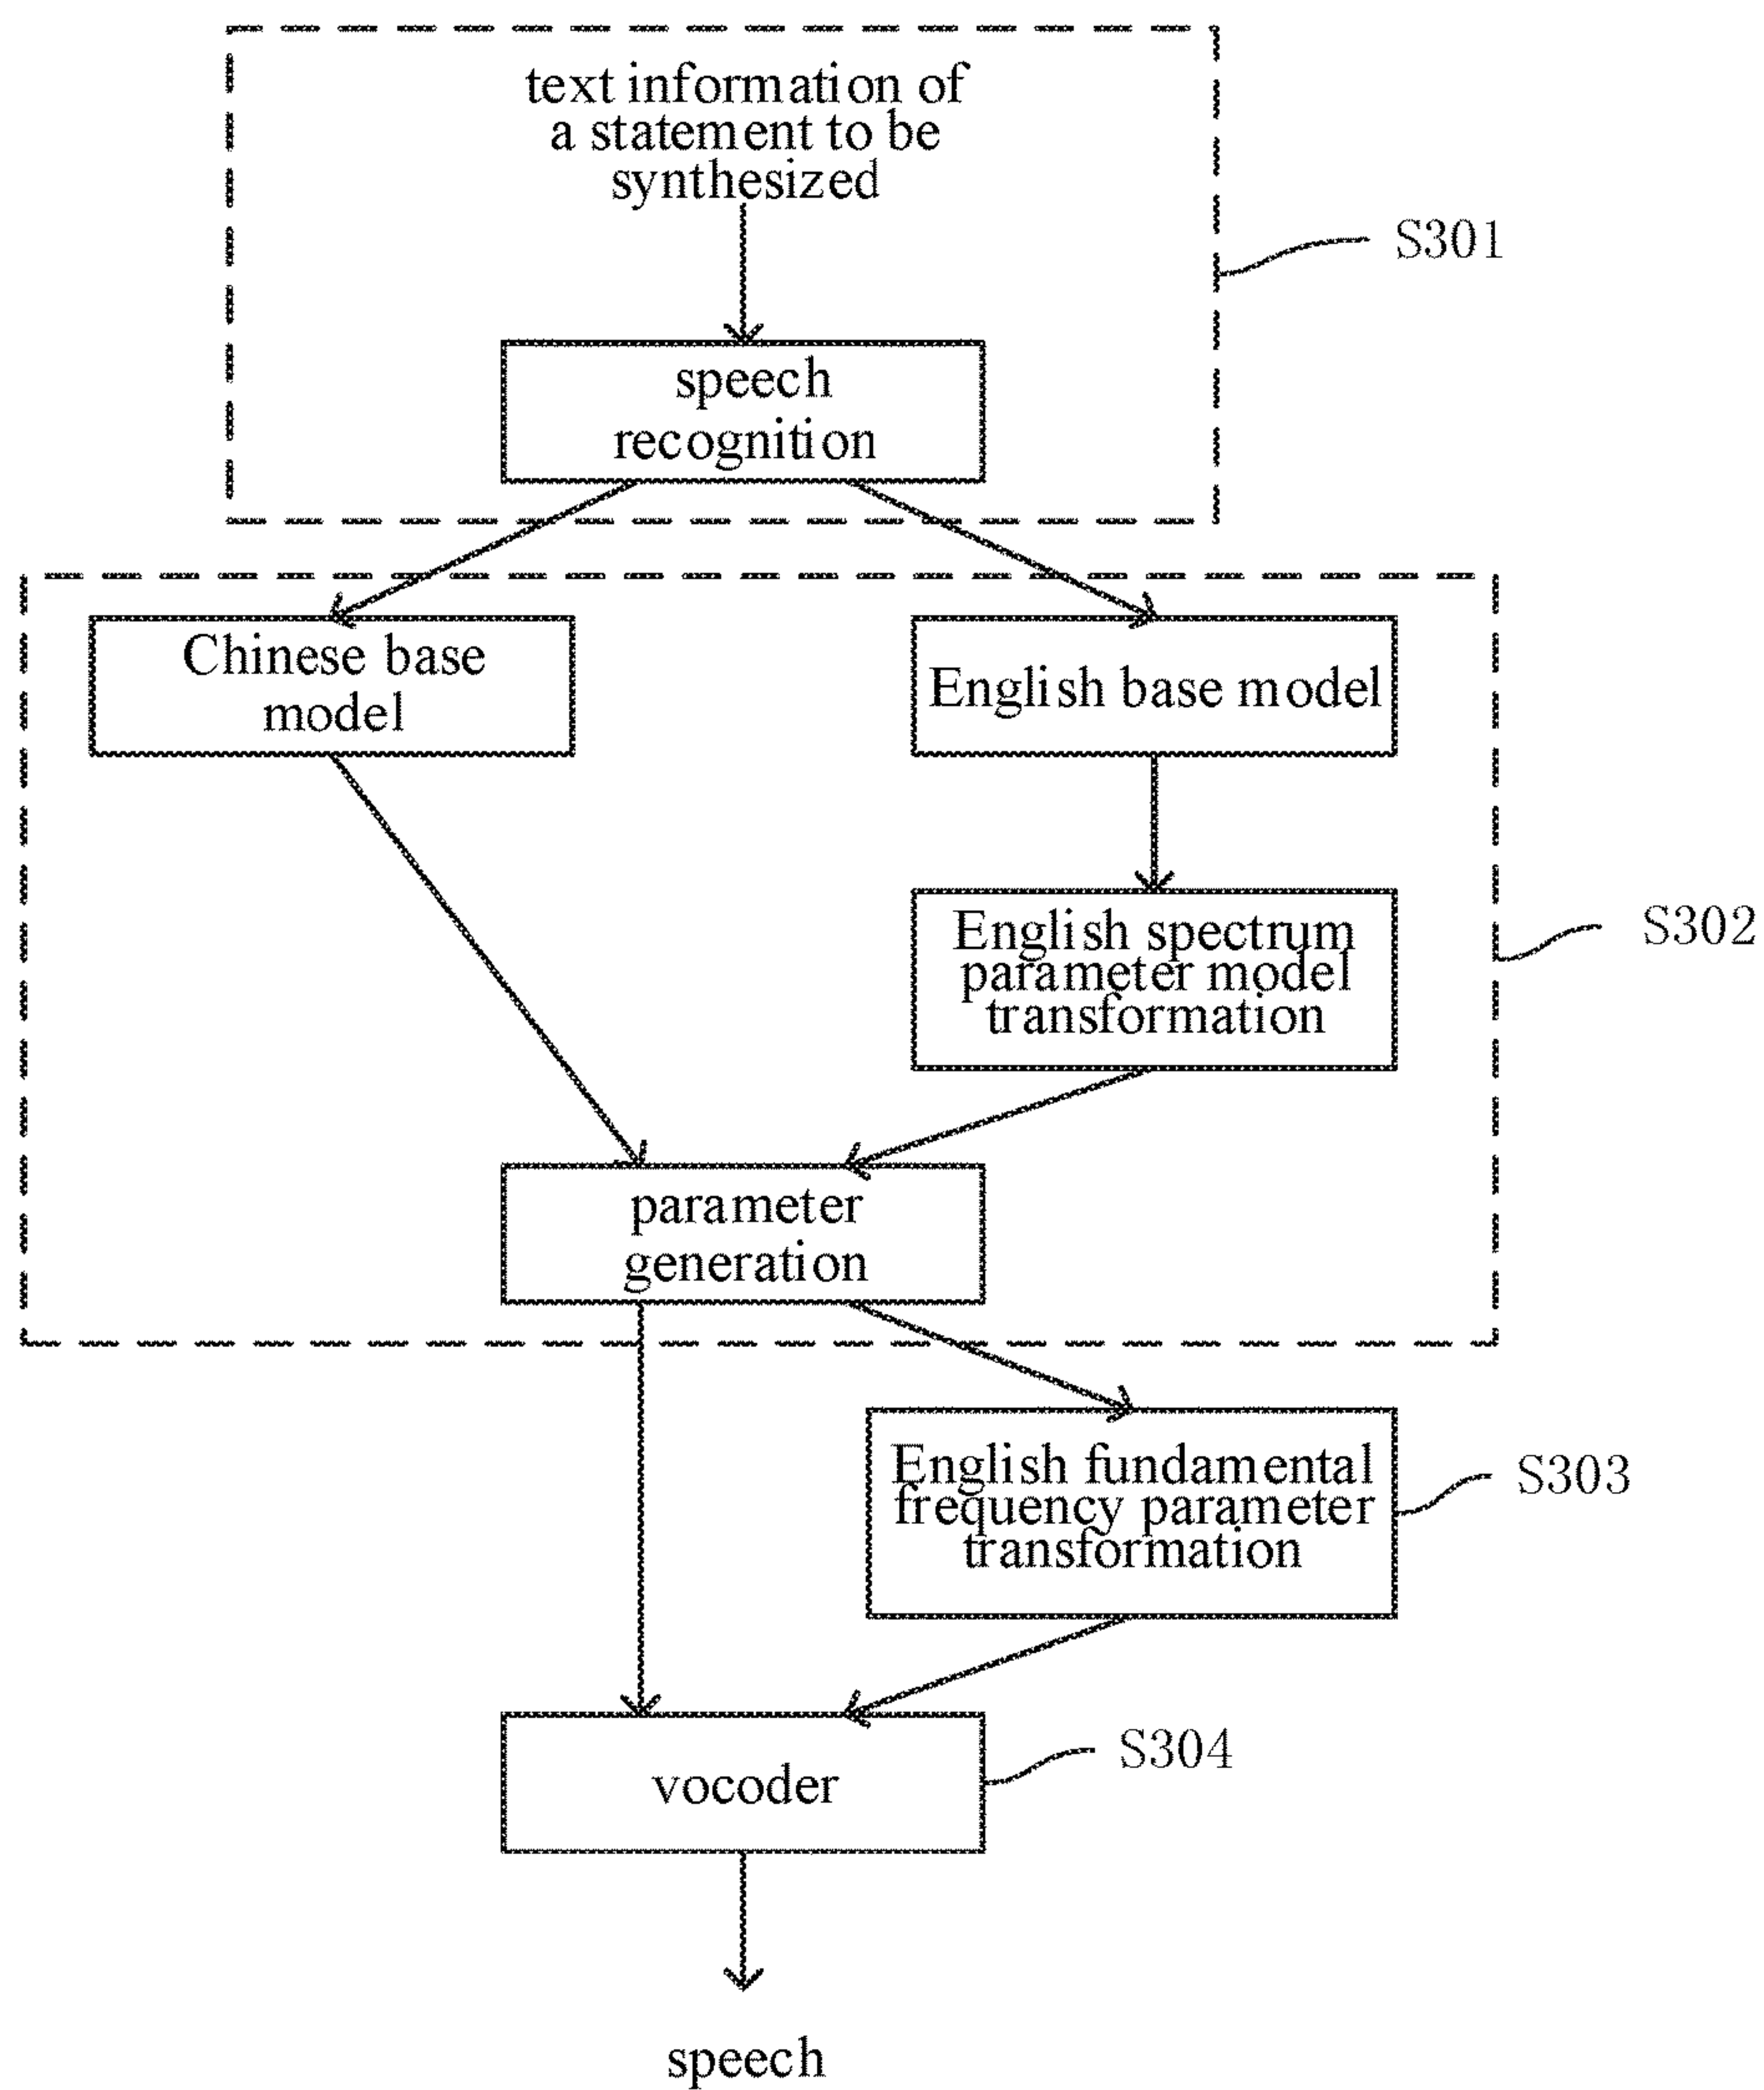 text information of
a statement to be
synthesized
S301
speech
recognition
Chinese base
model
English base model
English spectrum
parameter model
transformation
S302
parameter
generation
English fundamental
frequency parameter
transformation
S303
vocoder
S304
speech